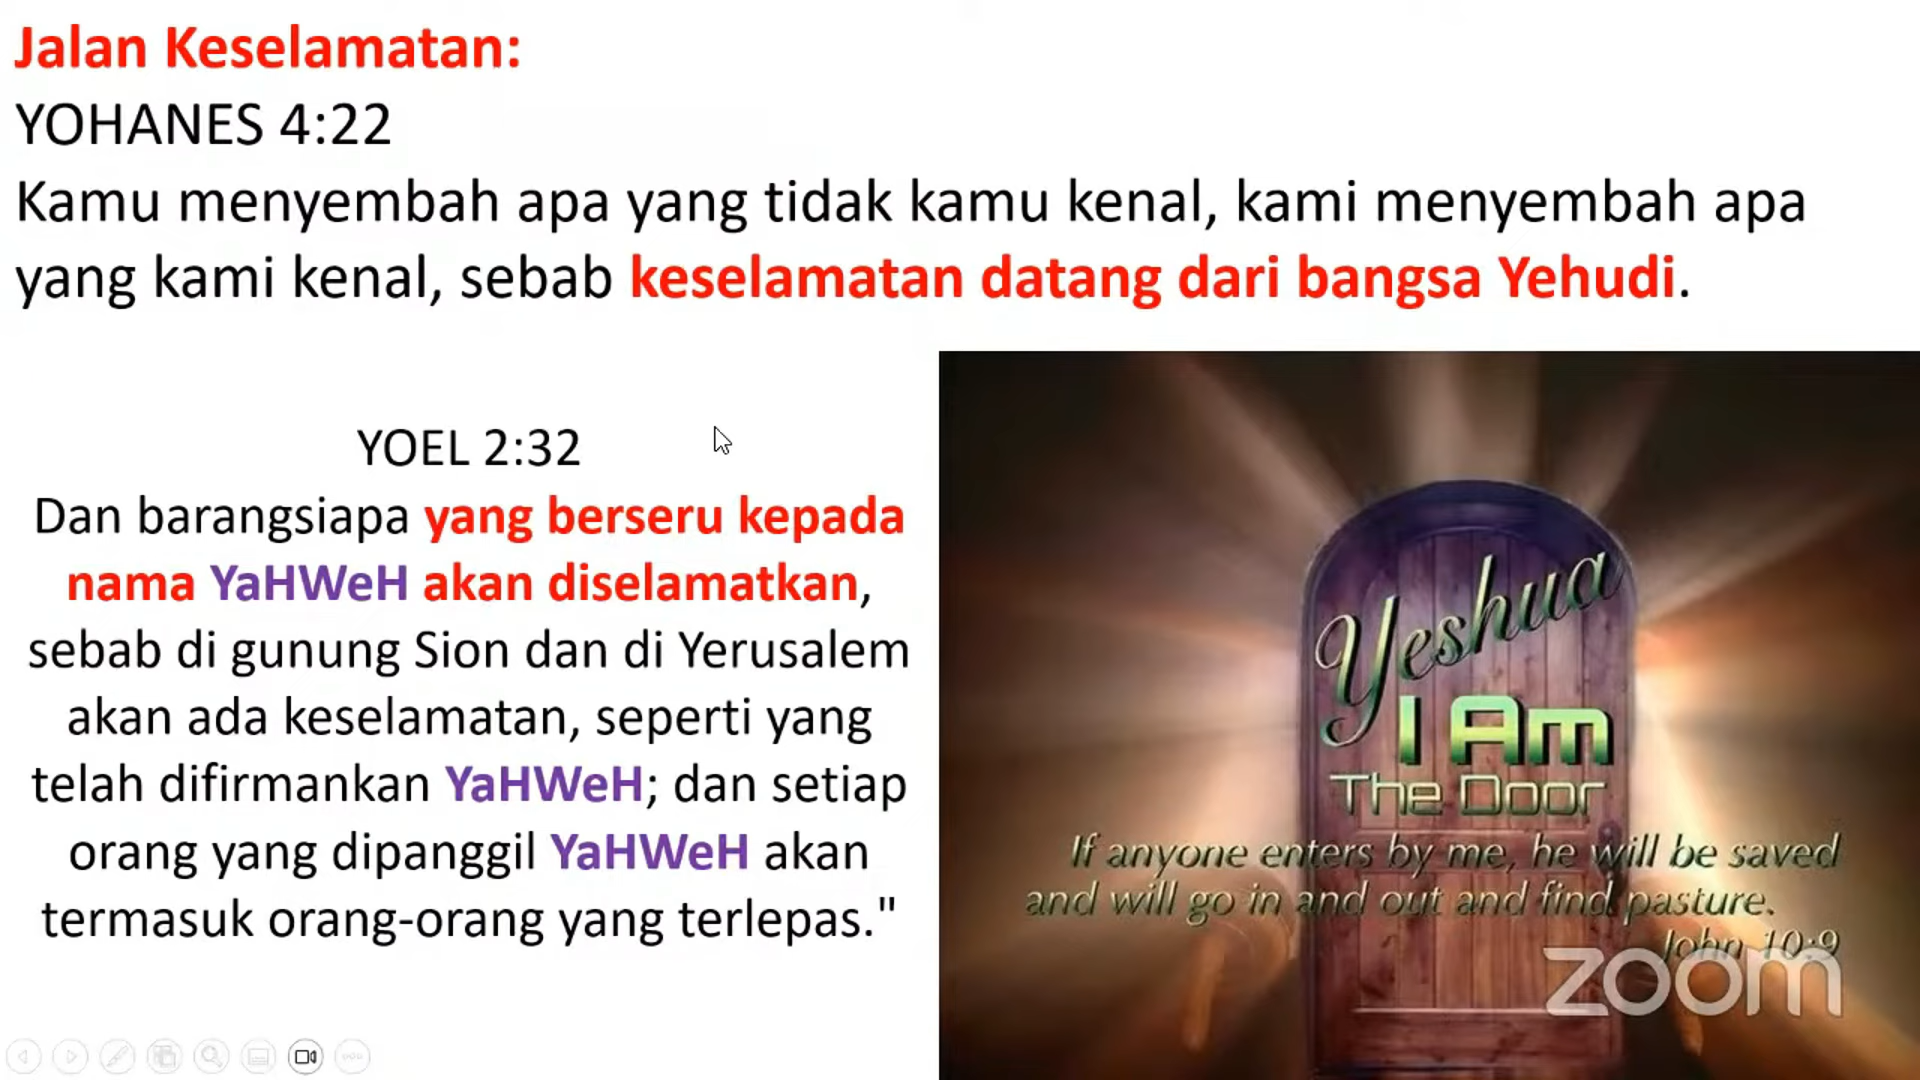 Jalan Keselamatan:
YOHANES 4:22
Kamu menyembah apa yang tidak kamu kenal, kami menyembah apa
yang kami kenal, sebab keselamatan datang dari bangsa Yehudi.
YOEL 2:32
Dan barangsiapa yang berseru kepada
nama YaHWeH akan diselamatkan,
sebab di gunung Sion dan di Yerusalem
akan ada keselamatan, seperti yang
telah difirmankan YaHWeH; dan setiap
orang yang dipanggil YaHWeH akan
termasuk orang-orang yang terlepas."
Yeshua
I Am
The Door
If anyone enters by me, he will be saved
and will go in and out and find pasture.
John 10:9
zoom